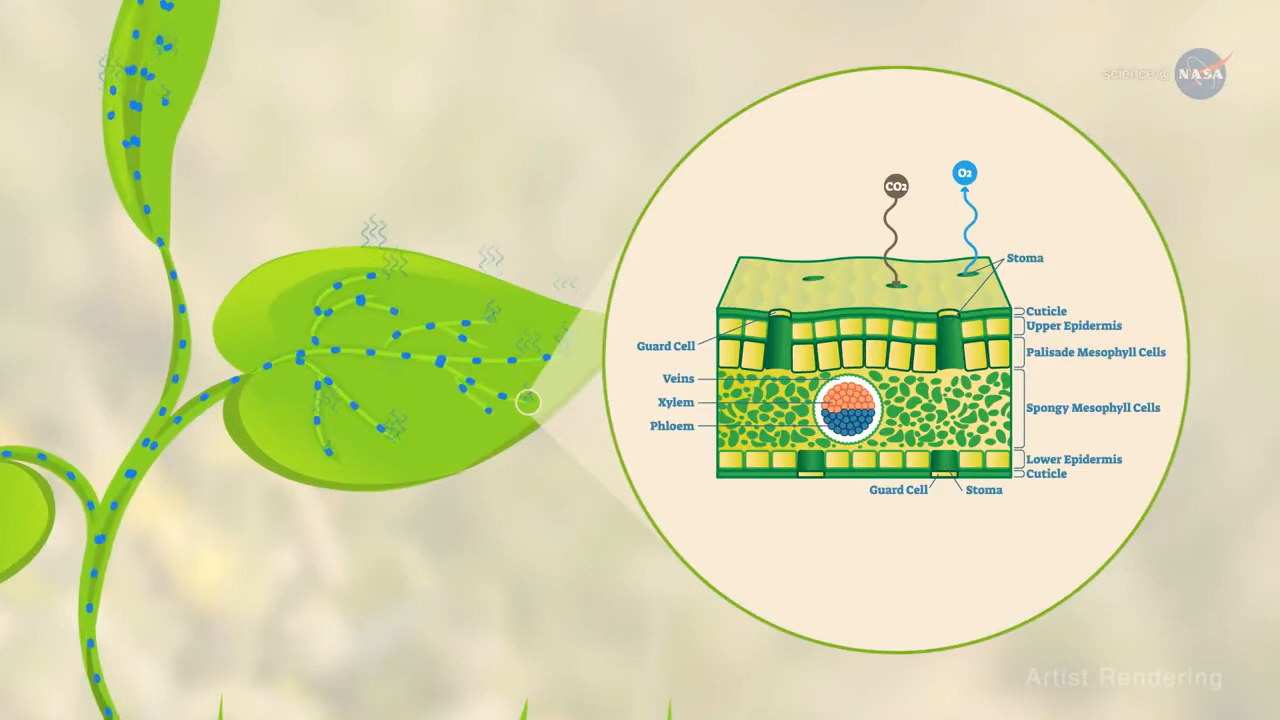 science@
NASA
CO2
O2
Stoma
Cuticle
Upper Epidermis
Guard Cell
Palisade Mesophyll Cells
Veins
Xylem
Spongy Mesophyll Cells
Phloem
Lower Epidermis
Cuticle
Guard Cell
Stoma
Artist Rendering